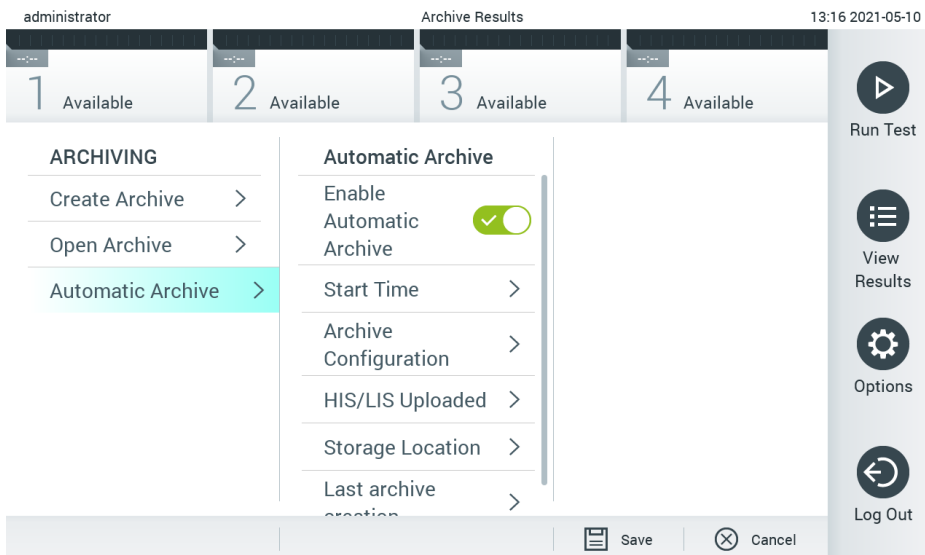 administrator
Archive Results
13:16 2021-05-10
--:--
--:--
--:--
--:--
1 Available
2 Available
3 Available
4 Available
Run Test
View
Results
Options
Log Out
ARCHIVING
Create Archive
Open Archive
Automatic Archive
Automatic Archive
Enable
Automatic
Archive
Start Time
Archive
Configuration
HIS/LIS Uploaded
Storage Location
Last archive
creation
Save
Cancel